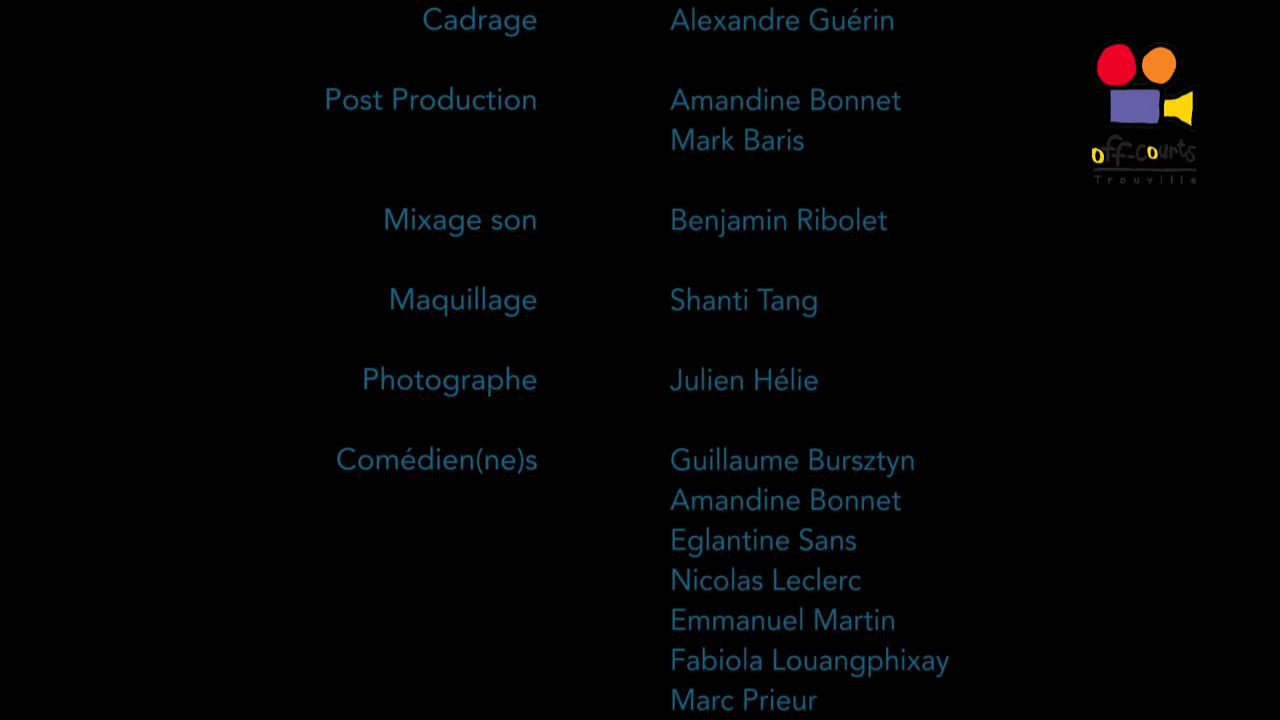 Cadrage Alexandre Guérin
Post Production Amandine Bonnet
Mark Baris
Mixage son Benjamin Ribolet
Maquillage Shanti Tang
Photographe Julien Hélie
Comédien(ne)s Guillaume Bursztyn
Amandine Bonnet
Eglantine Sans
Nicolas Leclerc
Emmanuel Martin
Fabiola Louangphixay
Marc Prieur
off-courts
Trouville